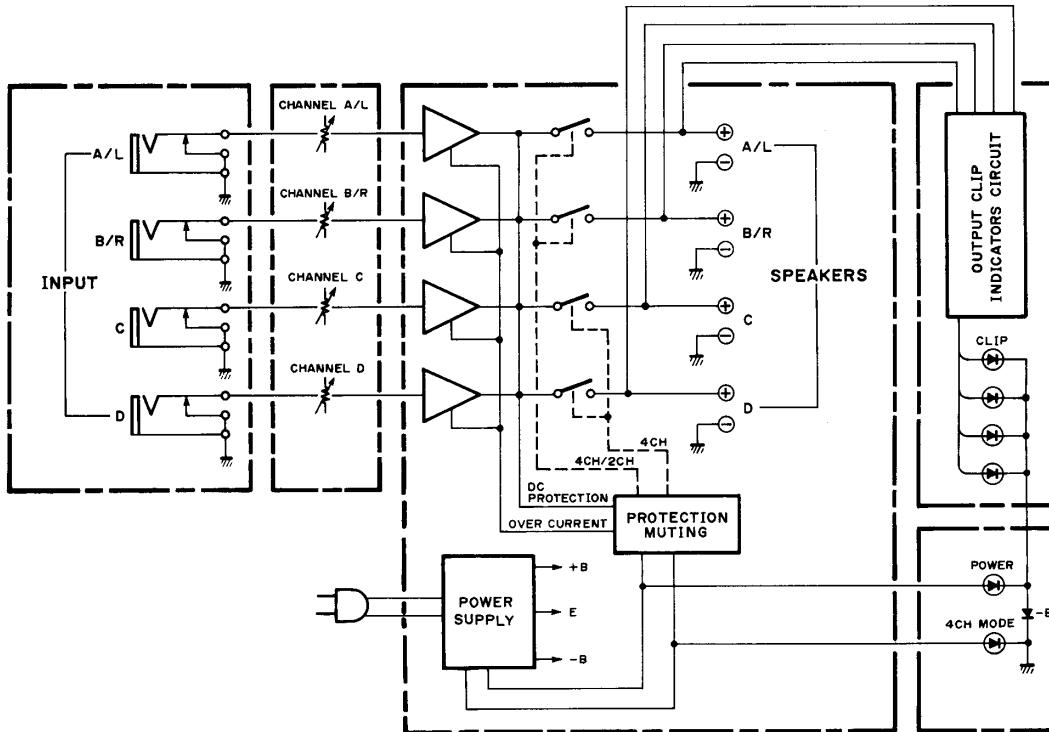 CHANNEL A/L
A/L
+
A/L
−
CHANNEL B/R
B/R
+
B/R
−
OUTPUT CLIP
INDICATORS CIRCUIT
INPUT
SPEAKERS
CHANNEL C
C
+
C
−
CLIP
CHANNEL D
D
+
D
−
4CH
4CH/2CH
DC
PROTECTION
OVER CURRENT
PROTECTION
MUTING
+B
POWER
SUPPLY
E
−B
POWER
4CH MODE